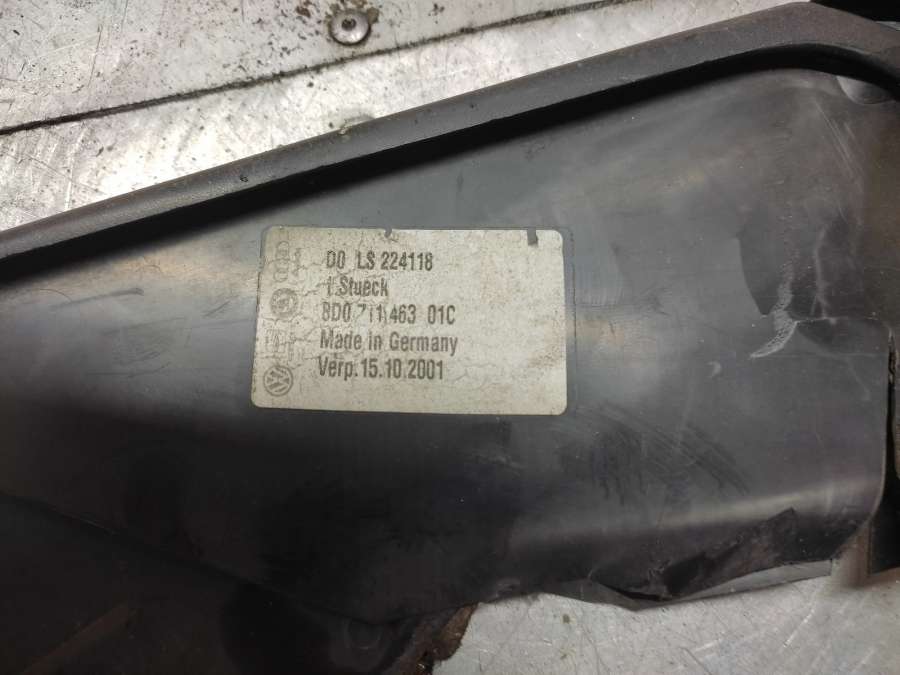 D0 LS 224118
1 Stueck
8D0 711 463 01C
Made in Germany
Verp. 15.10.2001